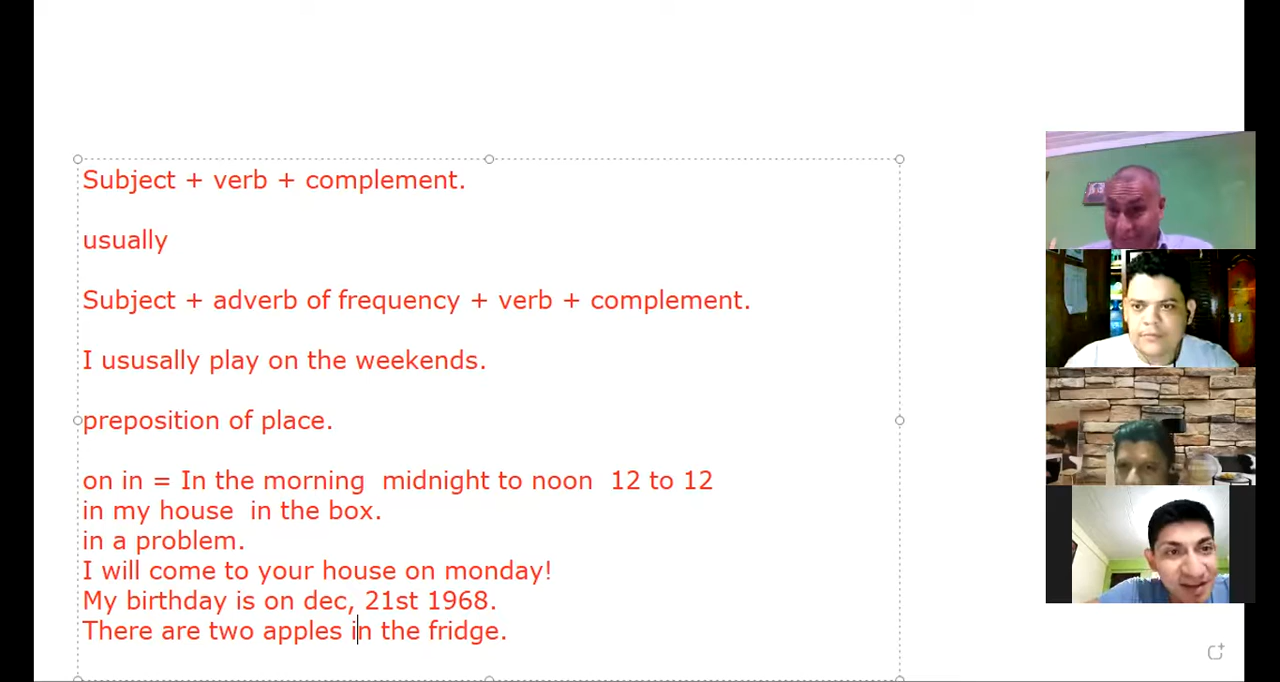 Subject + verb + complement.
usually
Subject + adverb of frequency + verb + complement.
I ususally play on the weekends.
preposition of place.
on in = In the morning  midnight to noon  12 to 12
in my house  in the box.
in a problem.
I will come to your house on monday!
My birthday is on dec, 21st 1968.
There are two apples in the fridge.